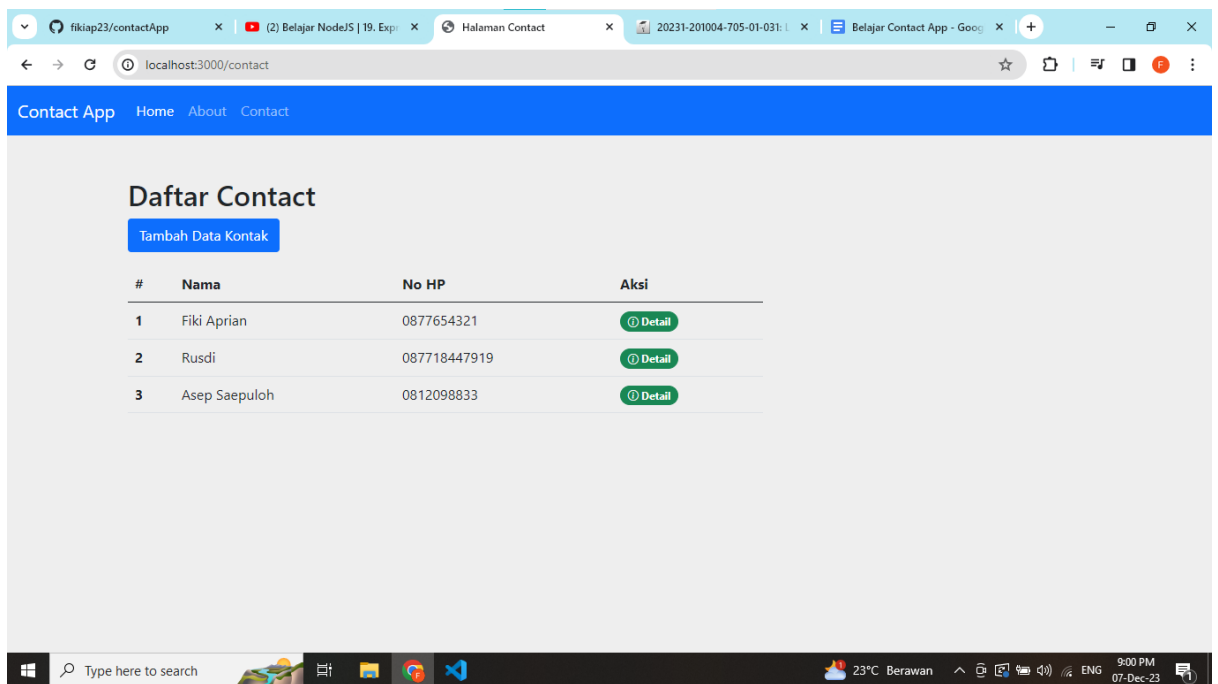 fikiap23/contactApp
(2) Belajar NodeJS | 19. Expr
Halaman Contact
20231-201004-705-01-031: L
Belajar Contact App - Goog
localhost:3000/contact
F
Contact App Home About Contact
Daftar Contact
Tambah Data Kontak
# Nama No HP Aksi
1 Fiki Aprian 0877654321 Detail
2 Rusdi 087718447919 Detail
3 Asep Saepuloh 0812098833 Detail
Type here to search
23°C Berawan
ENG
9:00 PM
07-Dec-23
1